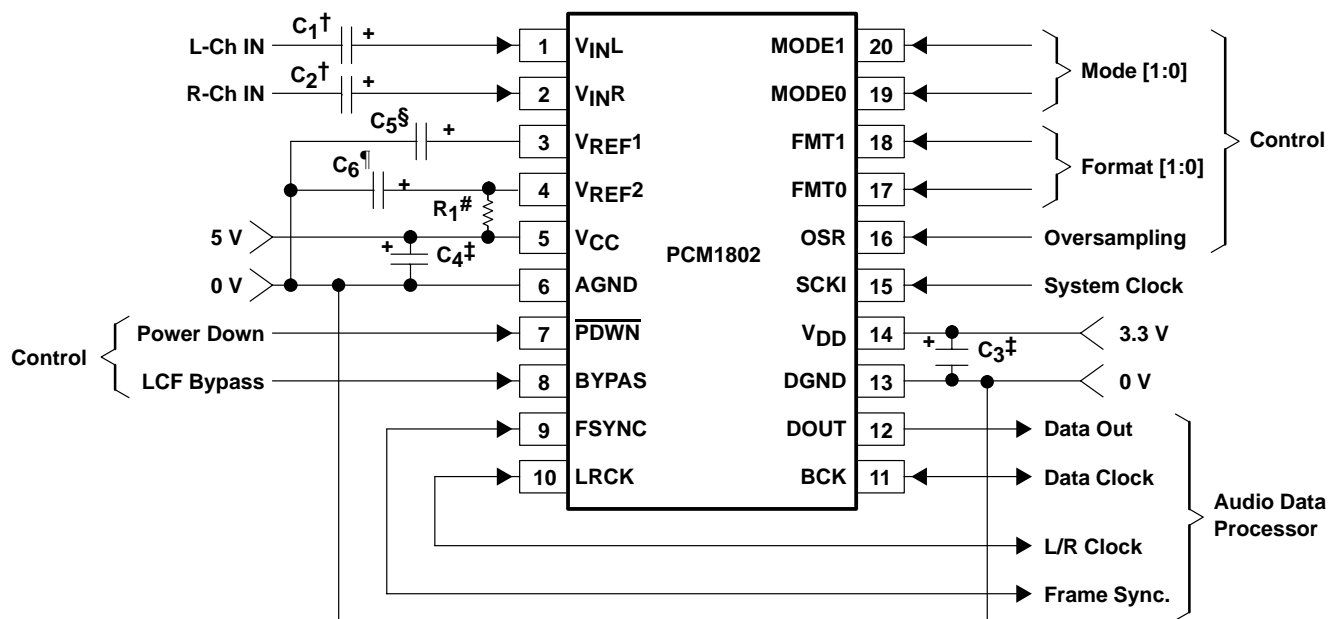 C1† +
L-Ch IN 1 VINL MODE1 20
Mode [1:0]
C2† +
R-Ch IN 2 VINR MODE0 19
C5§ +
3 VREF1 FMT1 18
Control
C6¶ +
Format [1:0]
4 VREF2 FMT0 17
R1#
5 V 5 VCC OSR 16 Oversampling
+ C4‡
PCM1802
0 V 6 AGND SCKI 15 System Clock
Power Down 7 PDWN VDD 14 3.3 V
Control
+ C3‡
LCF Bypass 8 BYPAS DGND 13 0 V
9 FSYNC DOUT 12 Data Out
10 LRCK BCK 11 Data Clock
Audio Data
Processor
L/R Clock
Frame Sync.